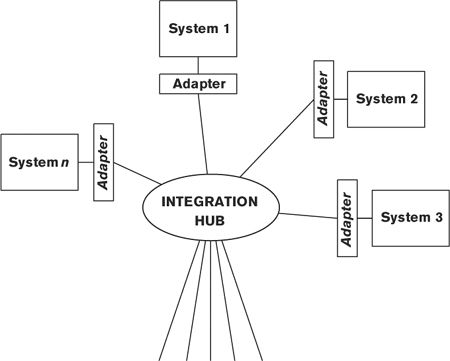 System 1
Adapter
Adapter
System 2
System n
Adapter
INTEGRATION
HUB
Adapter
System 3